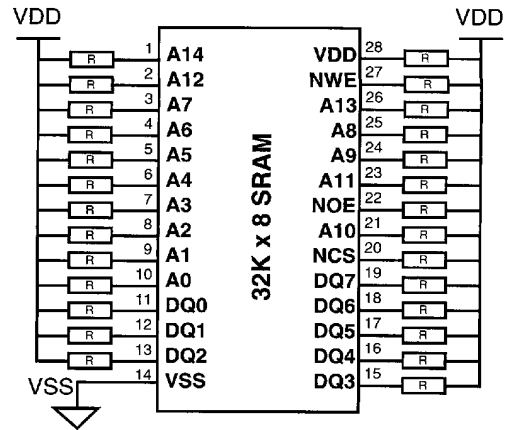 VDD VDD
R 1 A14 VDD 28 R
R 2 A12 NWE 27 R
R 3 A7 A13 26 R
R 4 A6 A8 25 R
R 5 A5 A9 24 R
R 6 A4 A11 23 R
R 7 A3 NOE 22 R
R 8 A2 A10 21 R
R 9 A1 NCS 20 R
R 10 A0 DQ7 19 R
R 11 DQ0 DQ6 18 R
R 12 DQ1 DQ5 17 R
R 13 DQ2 DQ4 16 R
VSS 14 VSS DQ3 15 R
32K x 8 SRAM